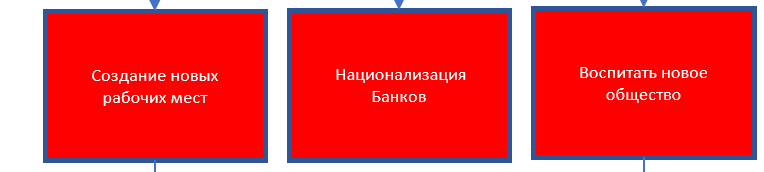 Создание новых
рабочих мест
Национализация
Банков
Воспитать новое
общество